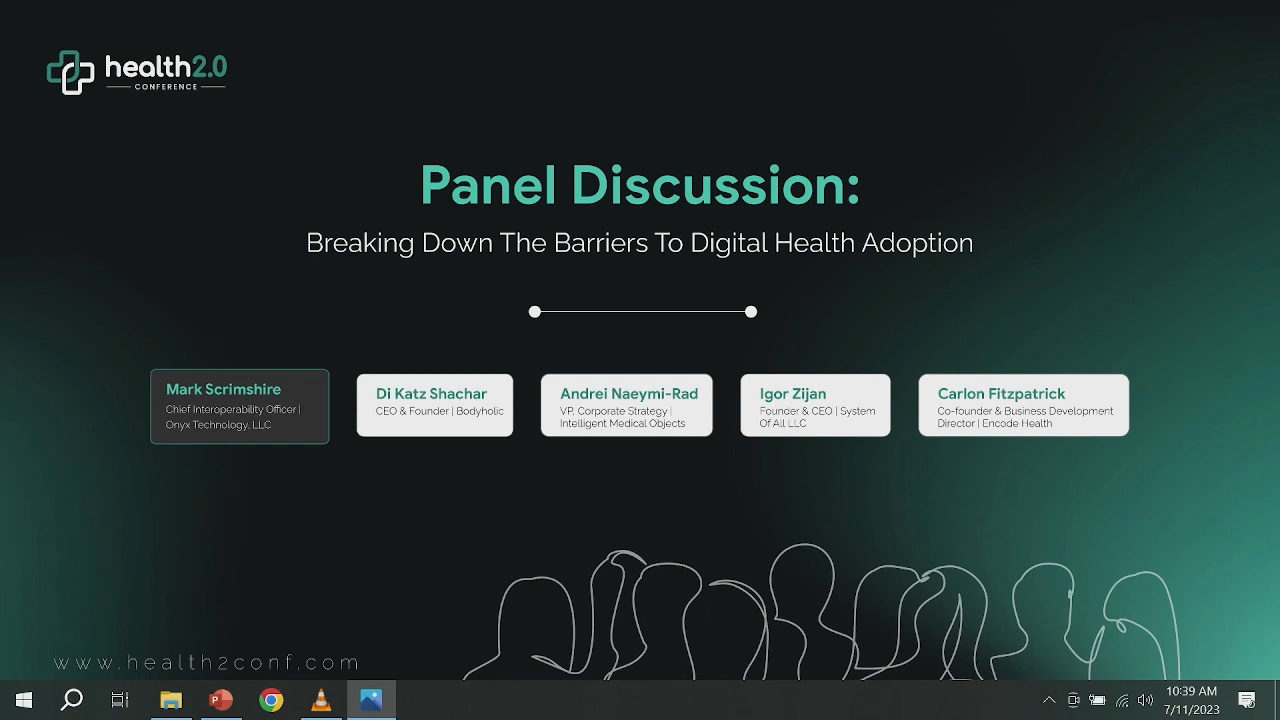 health2.0
CONFERENCE
Panel Discussion:
Breaking Down The Barriers To Digital Health Adoption
Mark Scrimshire
Chief Interoperability Officer |
Onyx Technology, LLC
Di Katz Shachar
CEO & Founder | Bodyholic
Andrei Naeymi-Rad
VP, Corporate Strategy |
Intelligent Medical Objects
Igor Zijan
Founder & CEO | System
Of All LLC
Carlon Fitzpatrick
Co-founder & Business Development
Director | Encode Health
www.health2conf.com
P
10:39 AM
7/11/2023